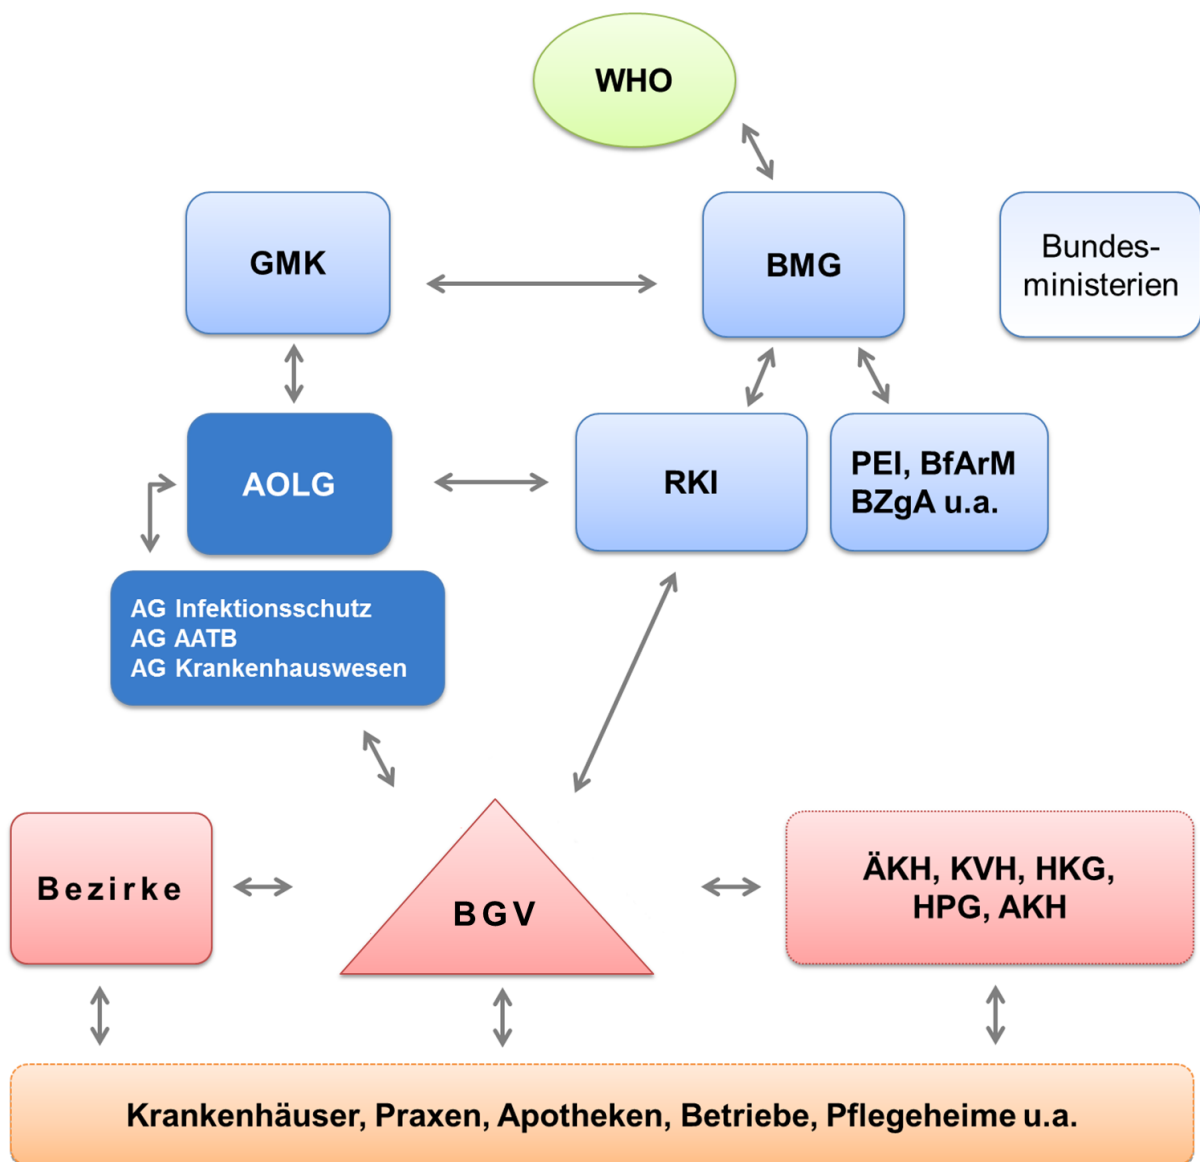 WHO
GMK
BMG
Bundes-
ministerien
AOLG
RKI
PEI, BfArM
BZgA u.a.
AG Infektionsschutz
AG AATB
AG Krankenhauswesen
Bezirke
BGV
ÄKH, KVH, HKG,
HPG, AKH
Krankenhäuser, Praxen, Apotheken, Betriebe, Pflegeheime u.a.